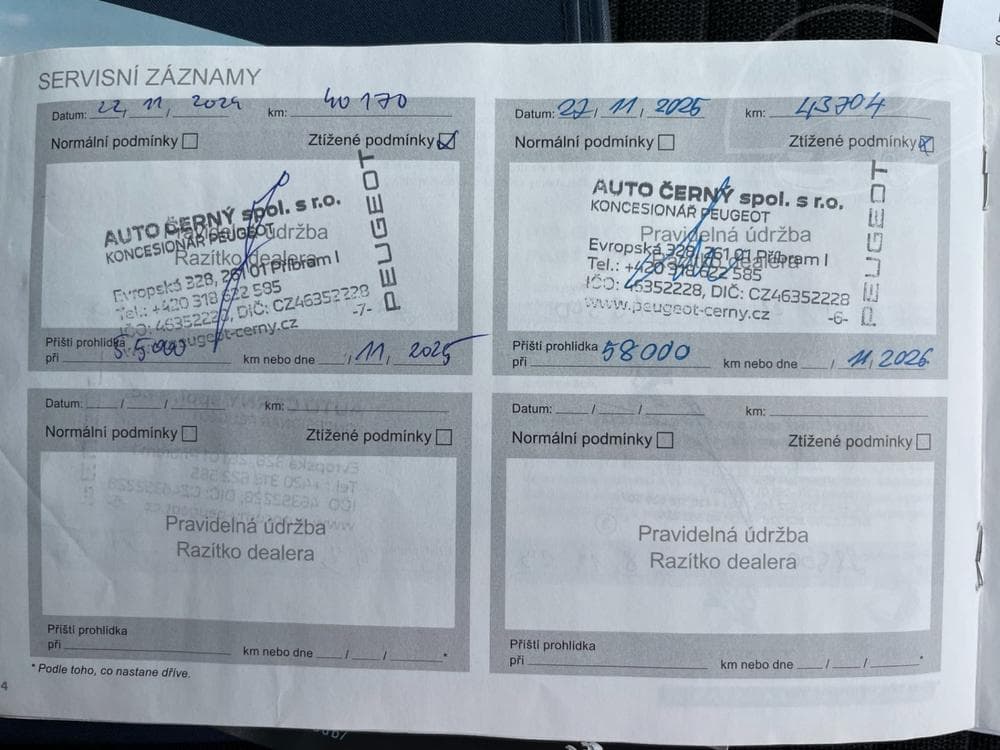 SERVISNÍ ZÁZNAMY
Datum: 22, 11, 2024 km: 40 170
Normální podmínky Ztížené podmínky
AUTO ČERNÝ spol. s r.o.
KONCESIONÁŘ PEUGEOT
Pravidelná údržba
Razítko dealera
Evropská 328, 261 01 Příbram I
Tel.: +420 318 622 585
IČO: 46352228, DIČ: CZ46352228
www.peugeot-cerny.cz
-7-
PEUGEOT
Příští prohlídka
při 55000 km nebo dne /11, 2025
Datum: 27/ 11 /2025 km: 43704
Normální podmínky Ztížené podmínky
AUTO ČERNÝ spol. s r.o.
KONCESIONÁŘ PEUGEOT
Pravidelná údržba
Razítko dealera
Evropská 328, 261 01 Příbram I
Tel.: +420 318 622 585
IČO: 46352228, DIČ: CZ46352228
www.peugeot-cerny.cz
-6-
PEUGEOT
Příští prohlídka
při 58000 km nebo dne / 11, 2026
Datum: / / km:
Normální podmínky Ztížené podmínky
Pravidelná údržba
Razítko dealera
Příští prohlídka
při km nebo dne / / *
Datum: / / km:
Normální podmínky Ztížené podmínky
Pravidelná údržba
Razítko dealera
Příští prohlídka
při km nebo dne / / *
* Podle toho, co nastane dříve.
4